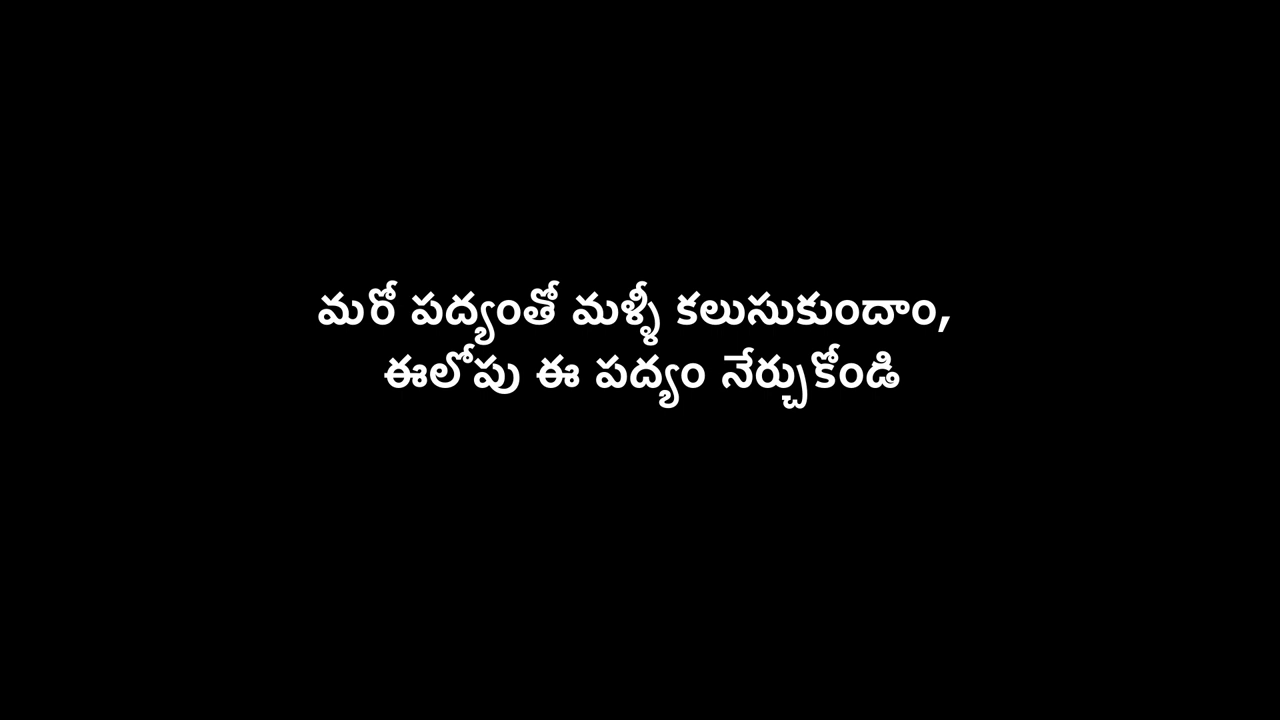 మరో పద్యంతో మళ్ళీ కలుసుకుందాం,
ఈలోపు ఈ పద్యం నేర్చుకోండి